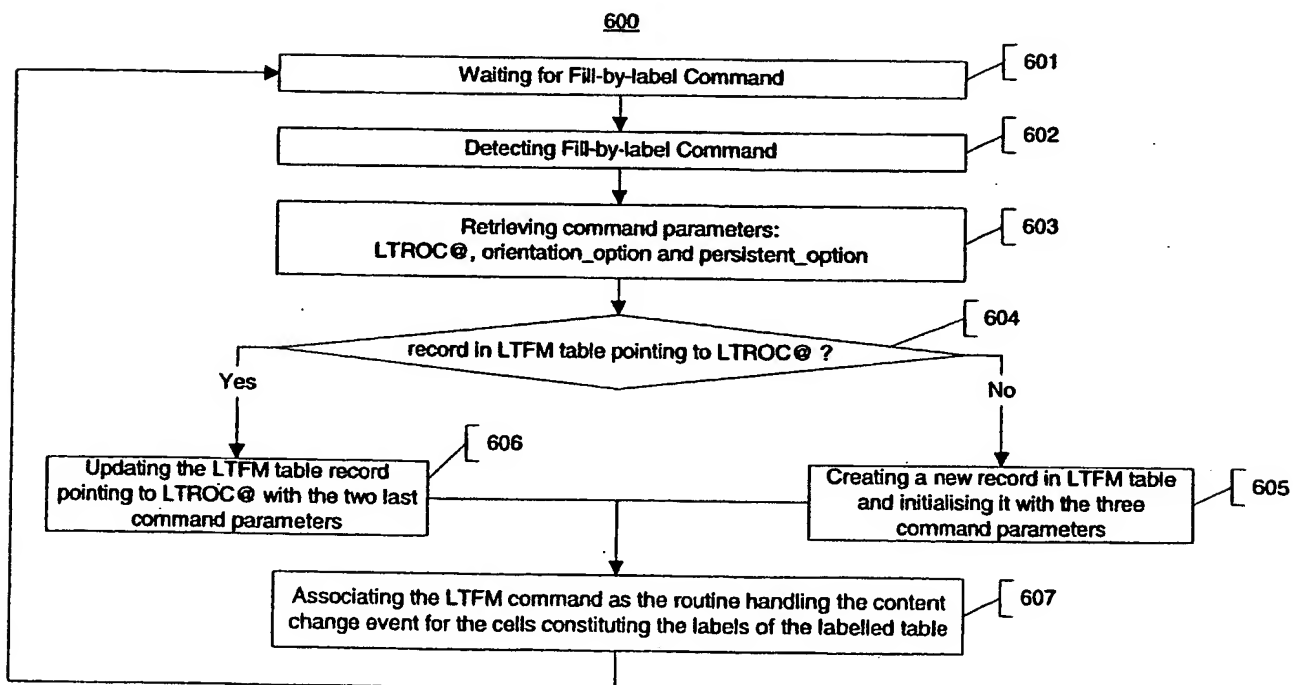 600
Waiting for Fill-by-label Command
601
Detecting Fill-by-label Command
602
Retrieving command parameters:
LTROC@, orientation_option and persistent_option
603
record in LTFM table pointing to LTROC@ ?
604
Yes
No
Updating the LTFM table record
pointing to LTROC@ with the two last
command parameters
606
Creating a new record in LTFM table
and initialising it with the three
command parameters
605
Associating the LTFM command as the routine handling the content
change event for the cells constituting the labels of the labelled table
607